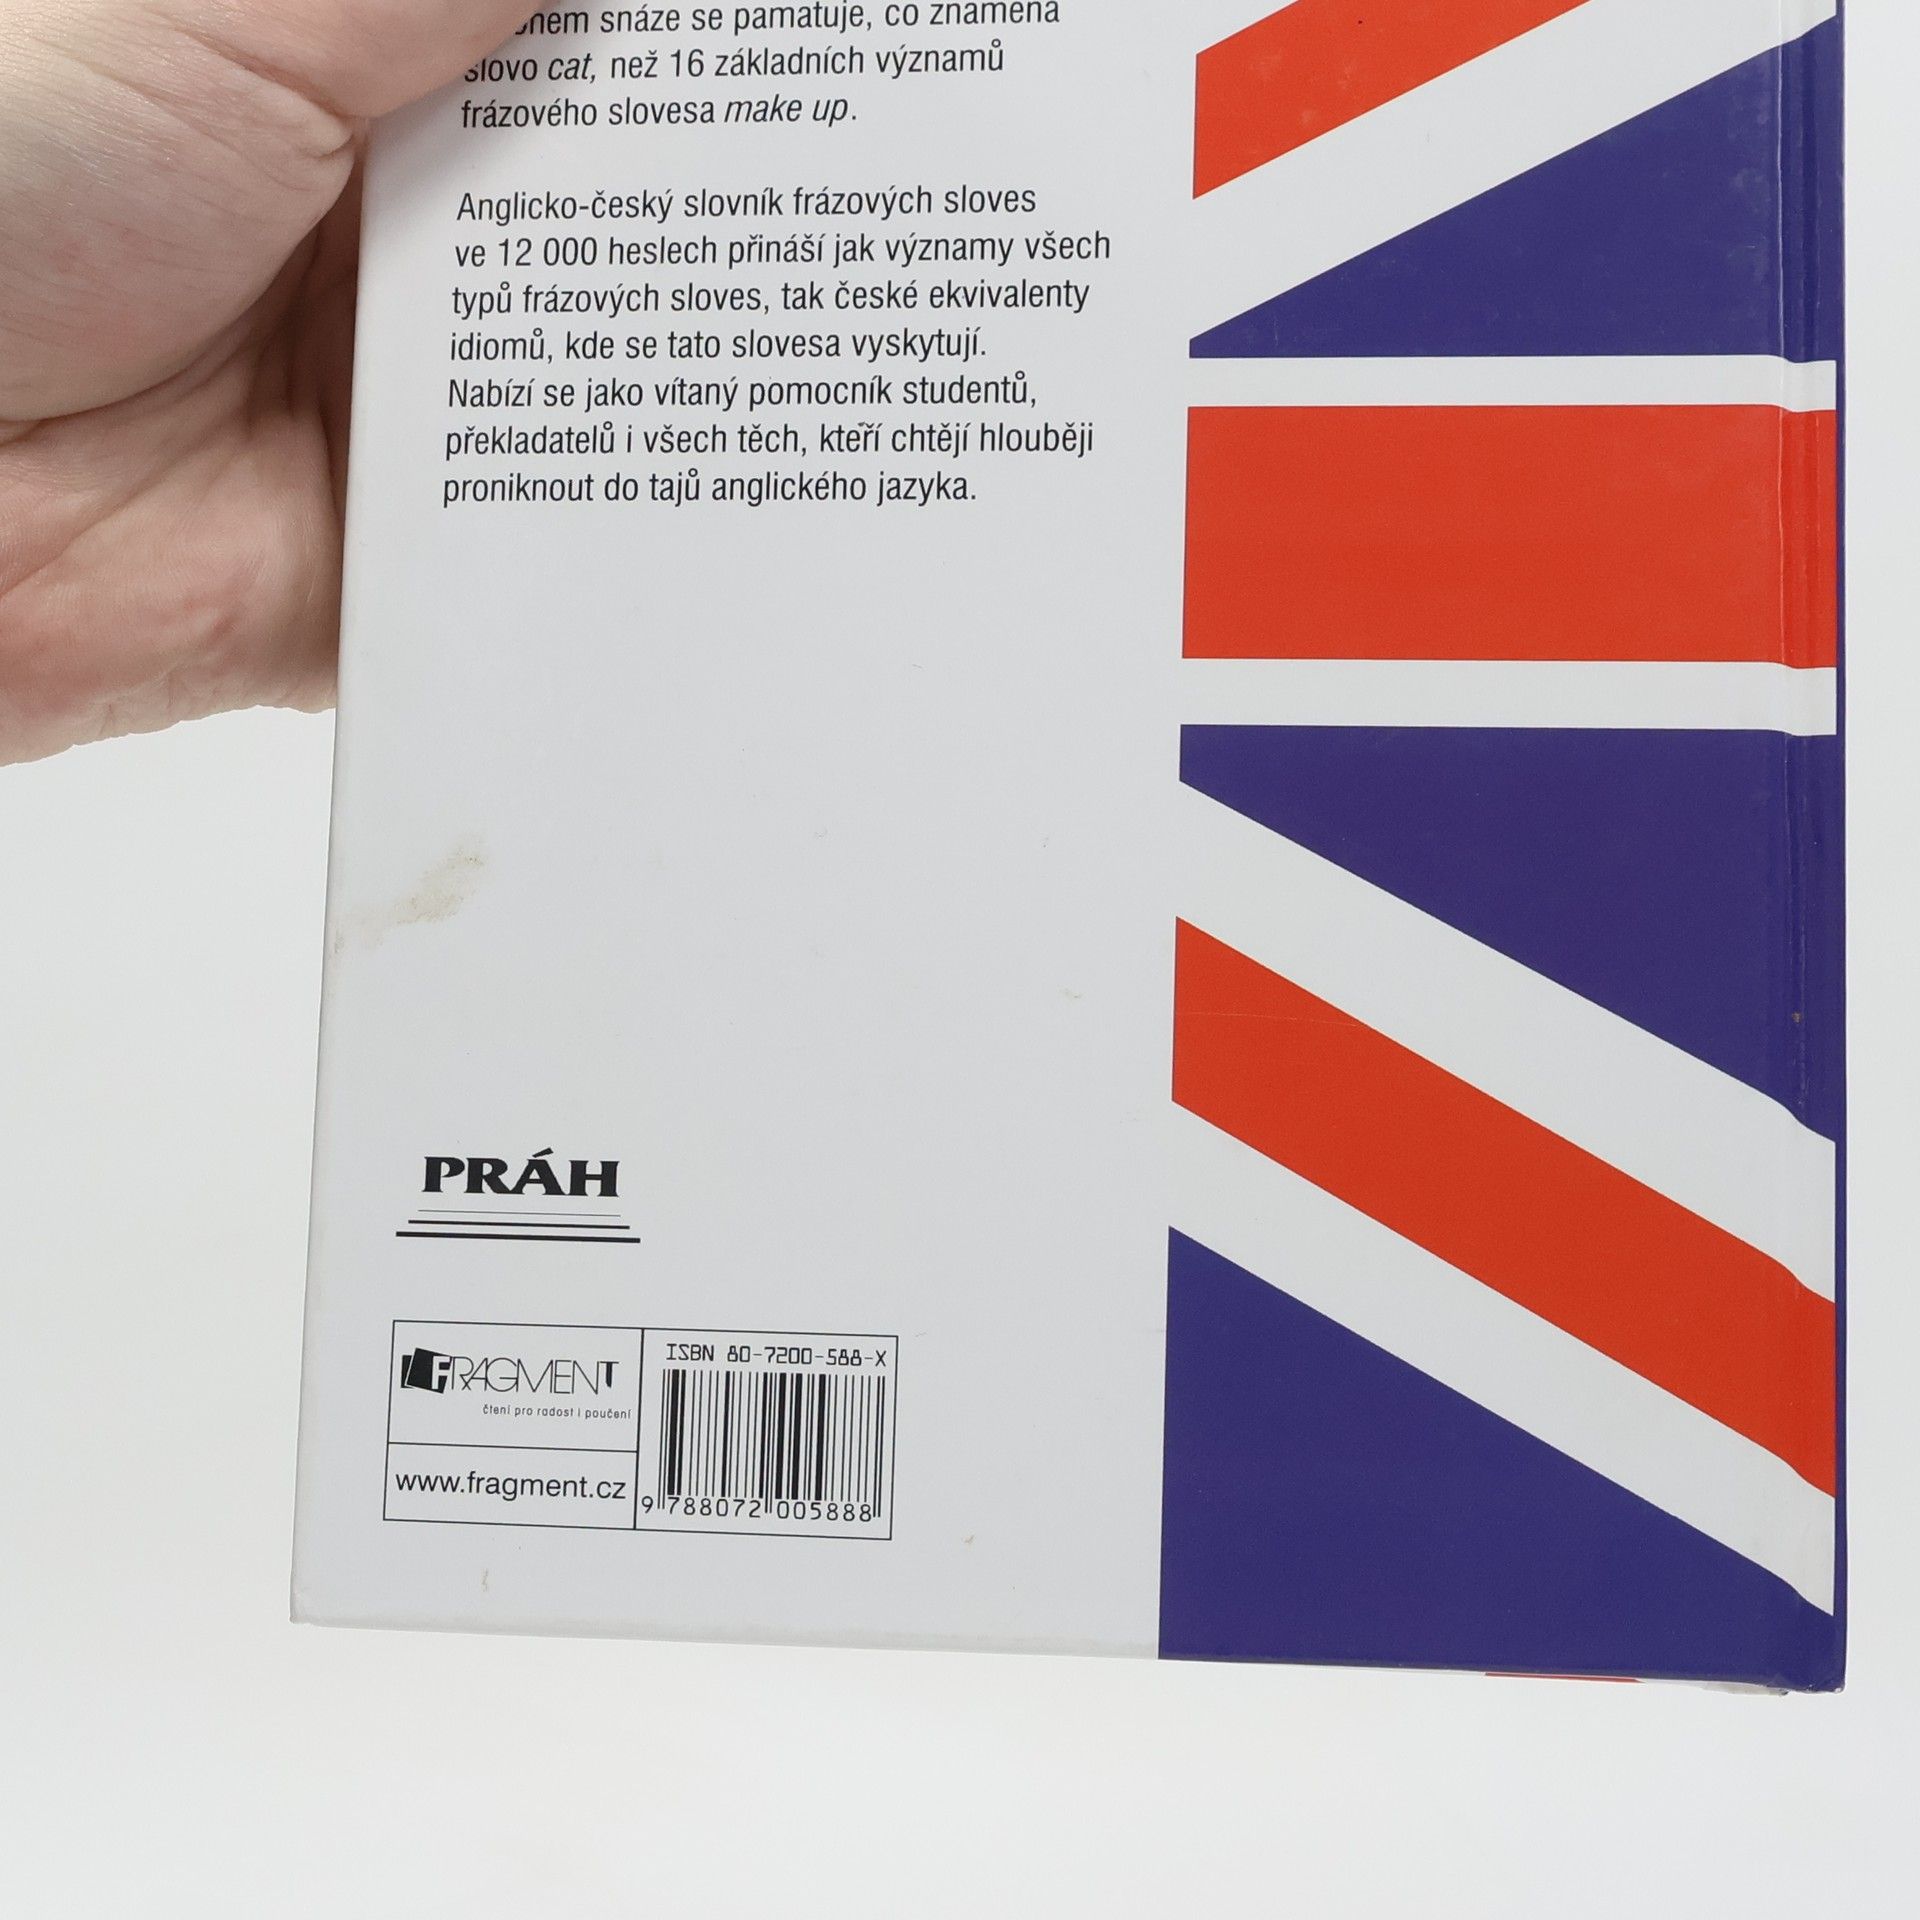 snáze se pamatuje, co znamená
slovo cat, než 16 základních významů
frázového slovesa make up.
Anglicko-český slovník frázových sloves
ve 12 000 heslech přináší jak významy všech
typů frázových sloves, tak české ekvivalenty
idiomů, kde se tato slovesa vyskytují.
Nabízí se jako vítaný pomocník studentů,
překladatelů i všech těch, kteří chtějí hlouběji
proniknout do tajů anglického jazyka.
PRÁH
FRAGMENT
čtení pro radost i poučení
www.fragment.cz
ISBN 80-7200-588-X
9 788072 005888